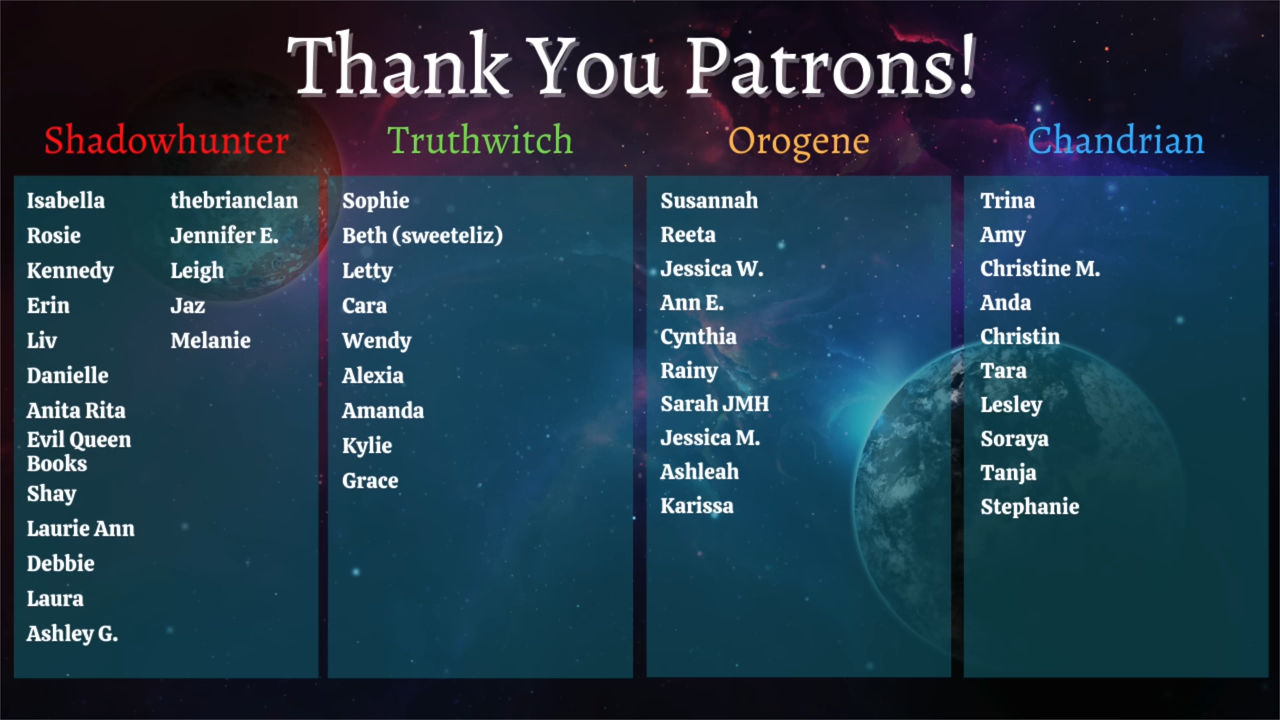 Thank You Patrons!
Shadowhunter
Isabella
Rosie
Kennedy
Erin
Liv
Danielle
Anita Rita
Evil Queen
Books
Shay
Laurie Ann
Debbie
Laura
Ashley G.
thebrianclan
Jennifer E.
Leigh
Jaz
Melanie
Truthwitch
Sophie
Beth (sweeteliz)
Letty
Cara
Wendy
Alexia
Amanda
Kylie
Grace
Orogene
Susannah
Reeta
Jessica W.
Ann E.
Cynthia
Rainy
Sarah JMH
Jessica M.
Ashleah
Karissa
Chandrian
Trina
Amy
Christine M.
Anda
Christin
Tara
Lesley
Soraya
Tanja
Stephanie